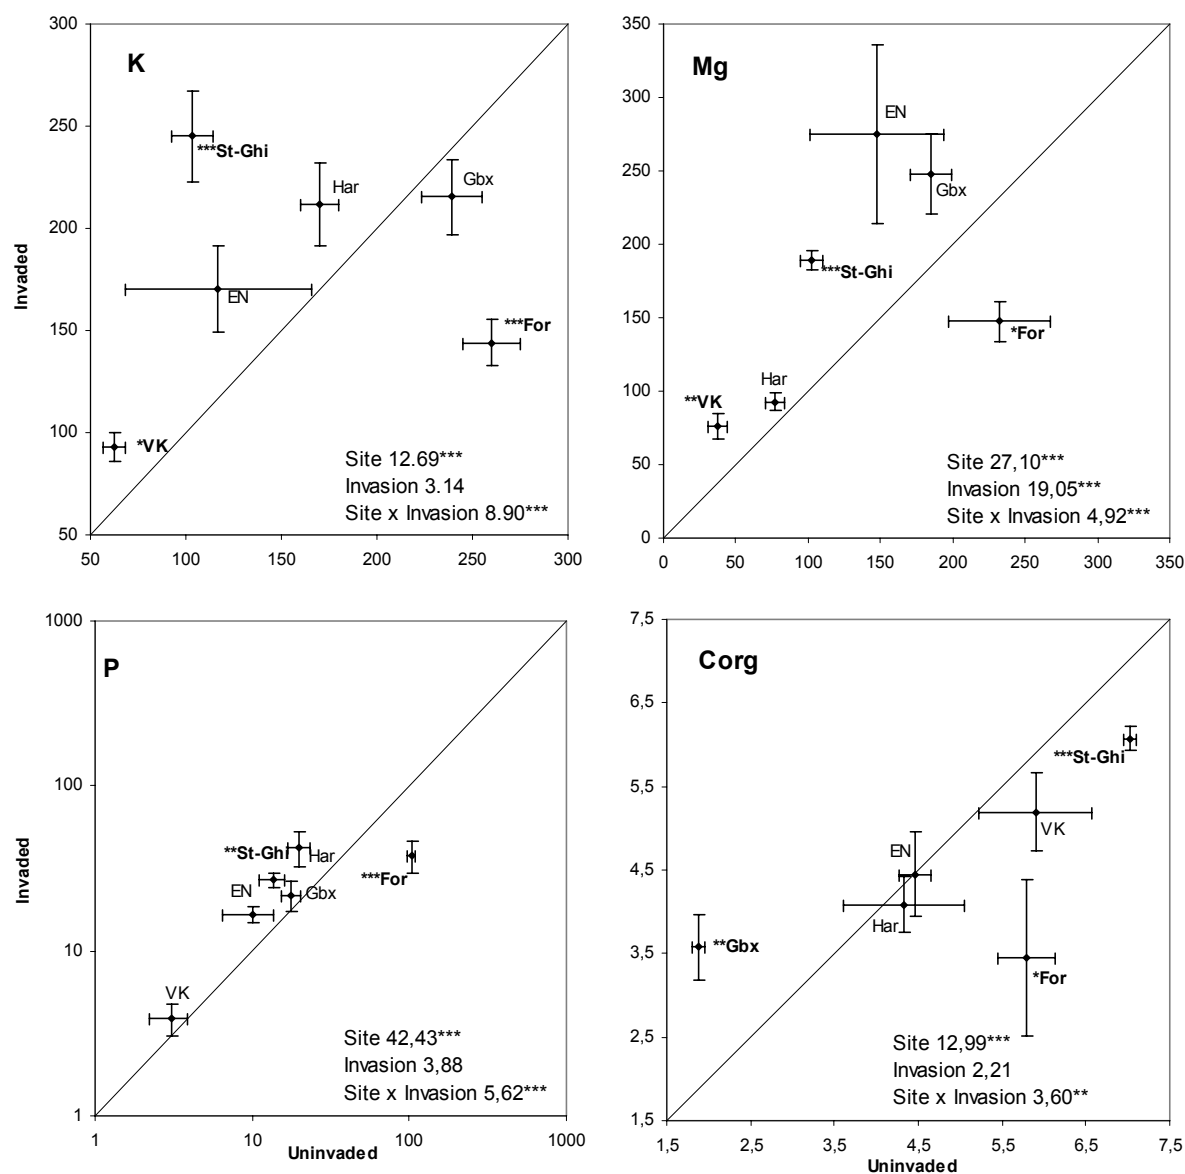 K
300
250
200
150
100
50
Invaded
***St-Ghi
Har
Gbx
EN
***For
*VK
Site 12.69***
Invasion 3.14
Site x Invasion 8.90***
50 100 150 200 250 300
Mg
350
300
250
200
150
100
50
0
EN
Gbx
***St-Ghi
*For
Har
**VK
Site 27,10***
Invasion 19,05***
Site x Invasion 4,92***
0 50 100 150 200 250 300 350
P
1000
100
10
1
Invaded
**St-Ghi
Har
***For
EN
Gbx
VK
Site 42,43***
Invasion 3,88
Site x Invasion 5,62***
1 10 100 1000
Uninvaded
Corg
7,5
6,5
5,5
4,5
3,5
2,5
1,5
***St-Ghi
VK
EN
Har
**Gbx
*For
Site 12,99***
Invasion 2,21
Site x Invasion 3,60**
1,5 2,5 3,5 4,5 5,5 6,5 7,5
Uninvaded